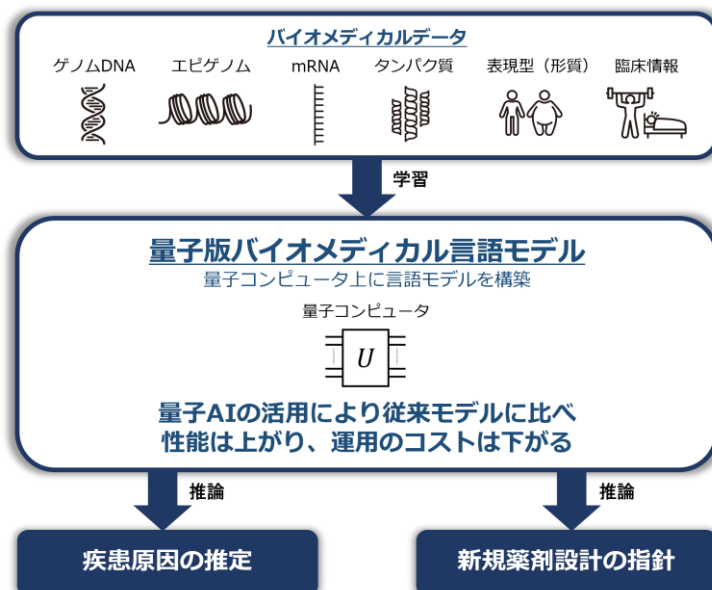 バイオメディカルデータ
ゲノムDNA エピゲノム mRNA タンパク質 表現型（形質） 臨床情報
学習
量子版バイオメディカル言語モデル
量子コンピュータ上に言語モデルを構築
量子コンピュータ
U
量子AIの活用により従来モデルに比べ
性能は上がり、運用のコストは下がる
推論 推論
疾患原因の推定 新規薬剤設計の指針